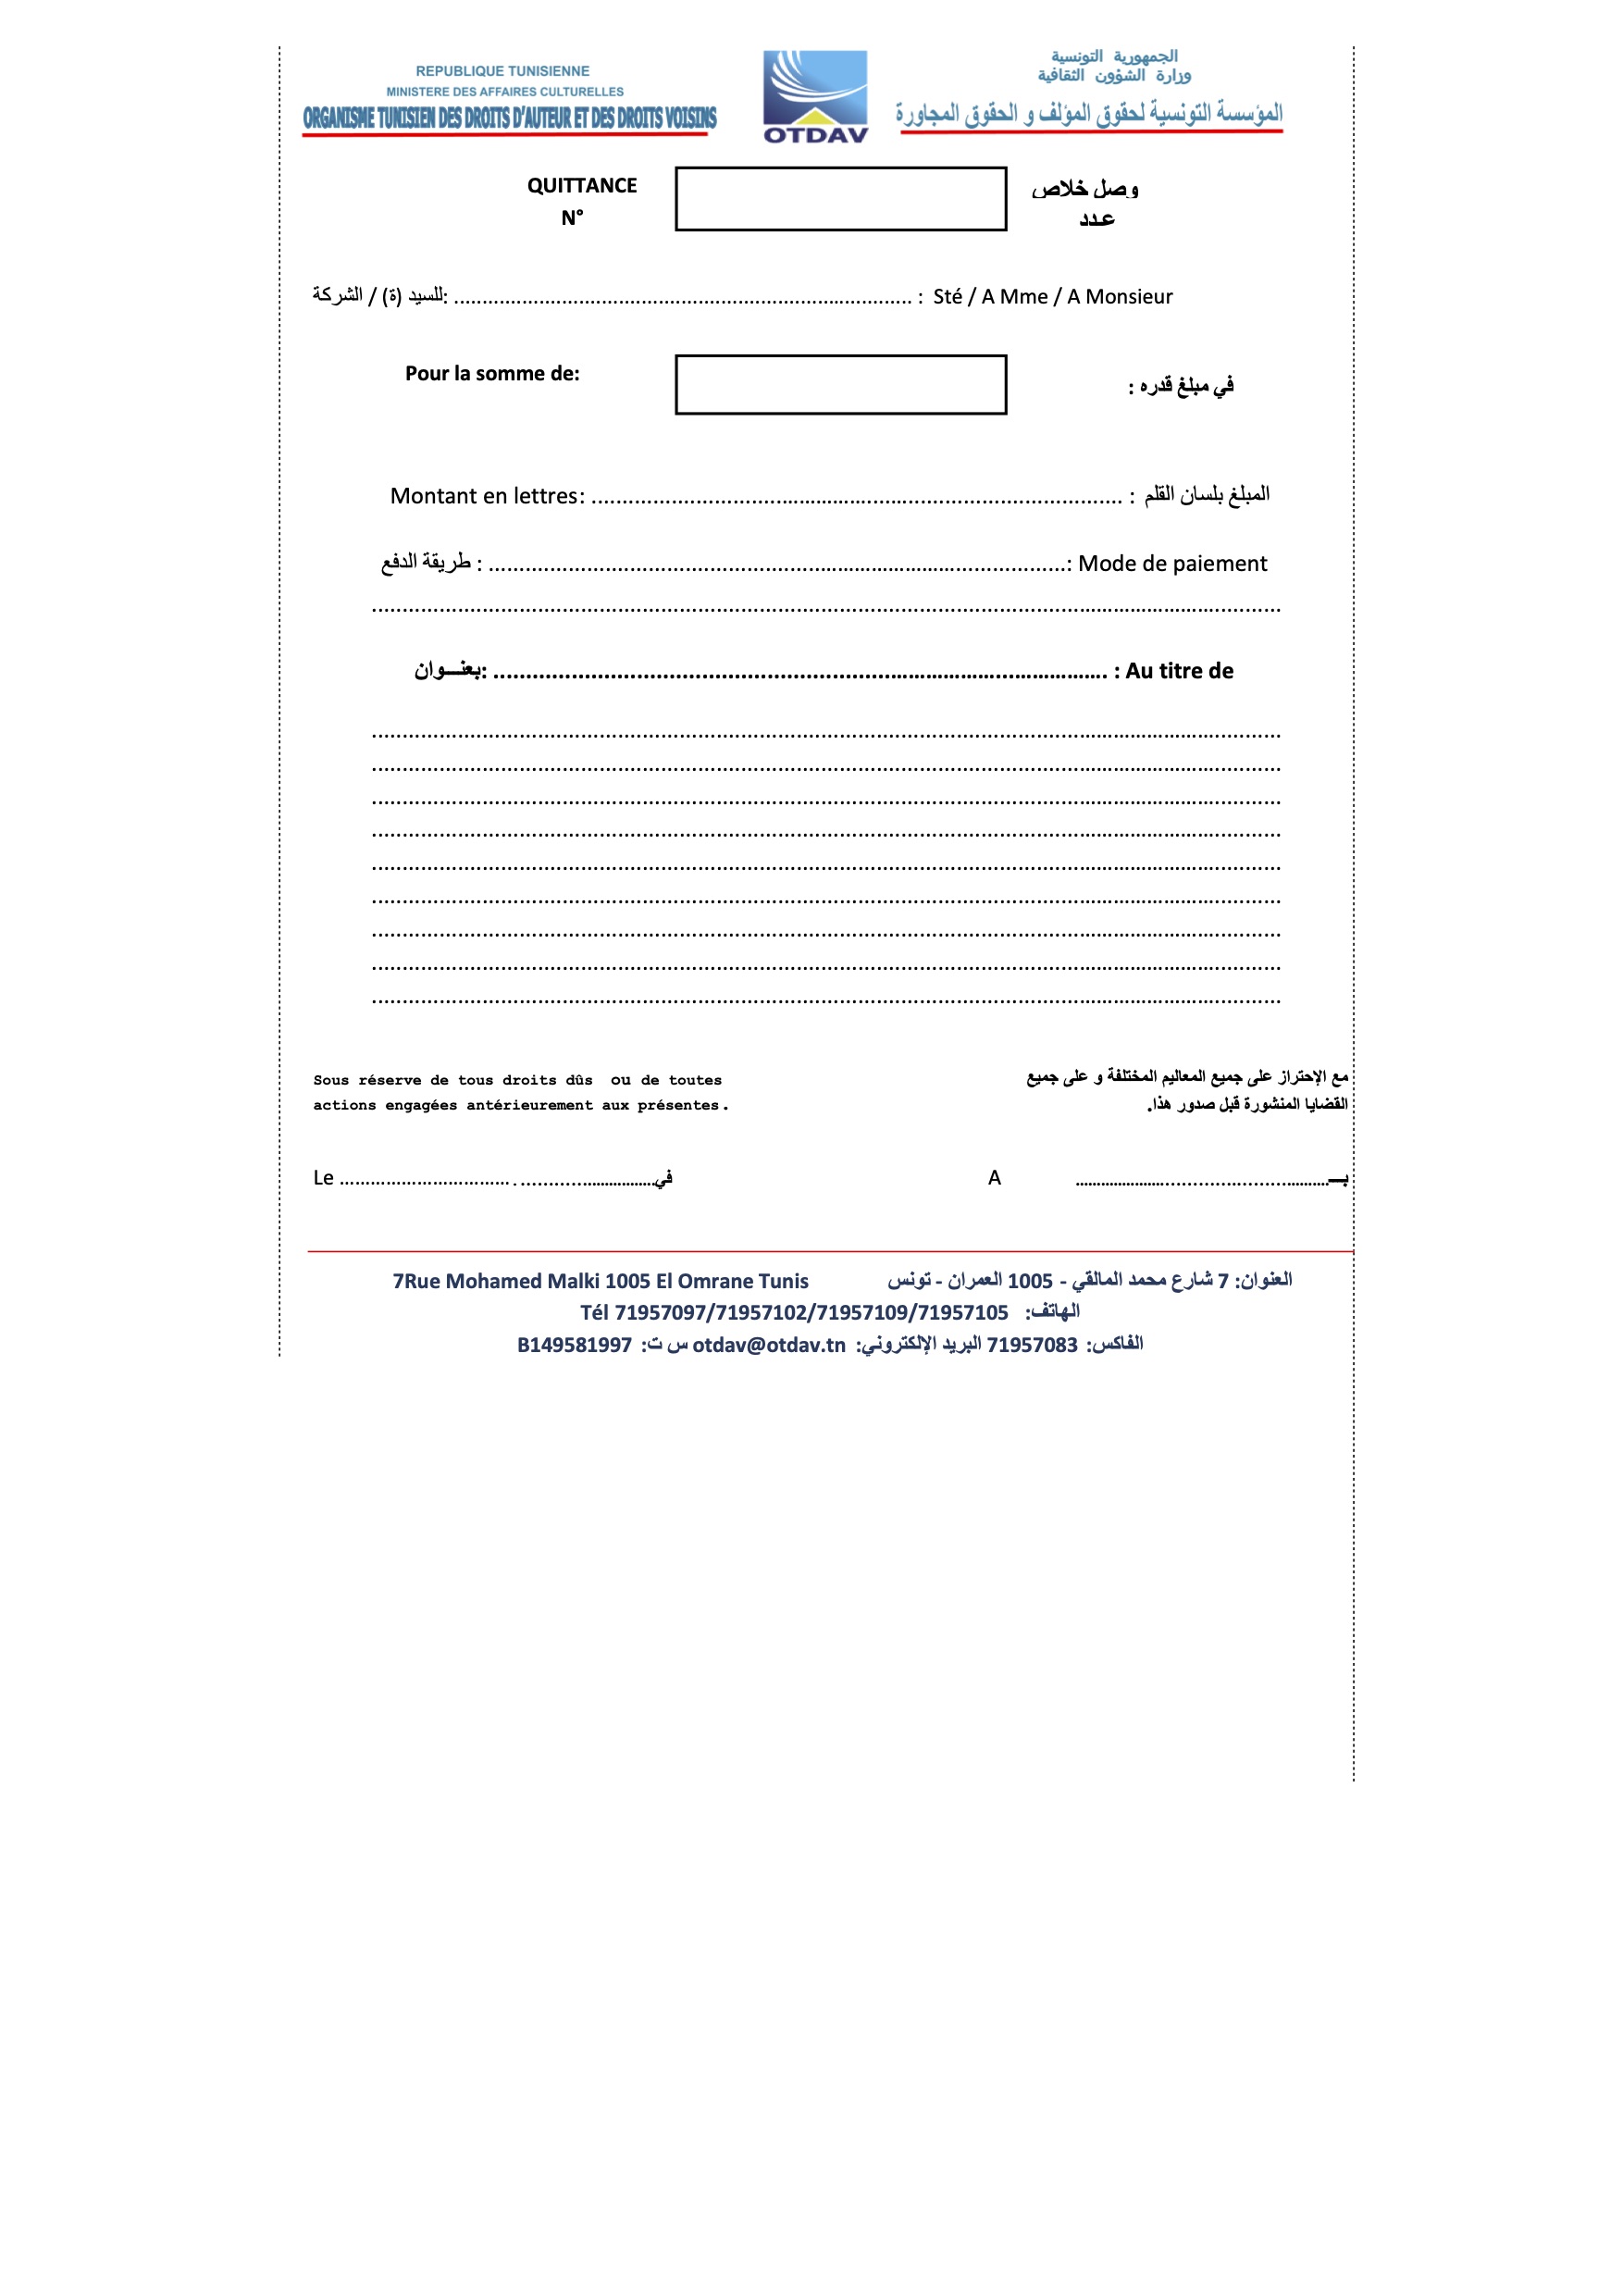 REPUBLIQUE TUNISIENNE
MINISTERE DES AFFAIRES CULTURELLES
ORGANISME TUNISIEN DES DROITS D'AUTEUR ET DES DROITS VOISINS
OTDAV
الجمهورية التونسية
وزارة الشؤون الثقافية
المؤسسة التونسية لحقوق المؤلف و الحقوق المجاورة
QUITTANCE
N°
وصل خلاص
عـدد
للسيد (ة) / الشركة: ................................................................................ : Sté / A Mme / A Monsieur
Pour la somme de:
في مبلغ قدره :
Montant en lettres: ...................................................................................... : المبلغ بلسان القلم
طريقة الدفع : ..............................................................................................: Mode de paiement
....................................................................................................................................................
بعنـــوان: .................................................................................................... : Au titre de
....................................................................................................................................................
....................................................................................................................................................
....................................................................................................................................................
....................................................................................................................................................
....................................................................................................................................................
....................................................................................................................................................
....................................................................................................................................................
....................................................................................................................................................
....................................................................................................................................................
Sous réserve de tous droits dûs ou de toutes
actions engagées antérieurement aux présentes.
مع الإحتراز على جميع المعاليم المختلفة و على جميع
القضايا المنشورة قبل صدور هذا.
Le ..........................................................في
A ..................................................بـــ
7Rue Mohamed Malki 1005 El Omrane Tunis العنوان: 7 شارع محمد المالقي - 1005 العمران - تونس
Tél 71957097/71957102/71957109/71957105 الهاتف:
الفاكس: 71957083 البريد الإلكتروني: otdav@otdav.tn س ت: B149581997